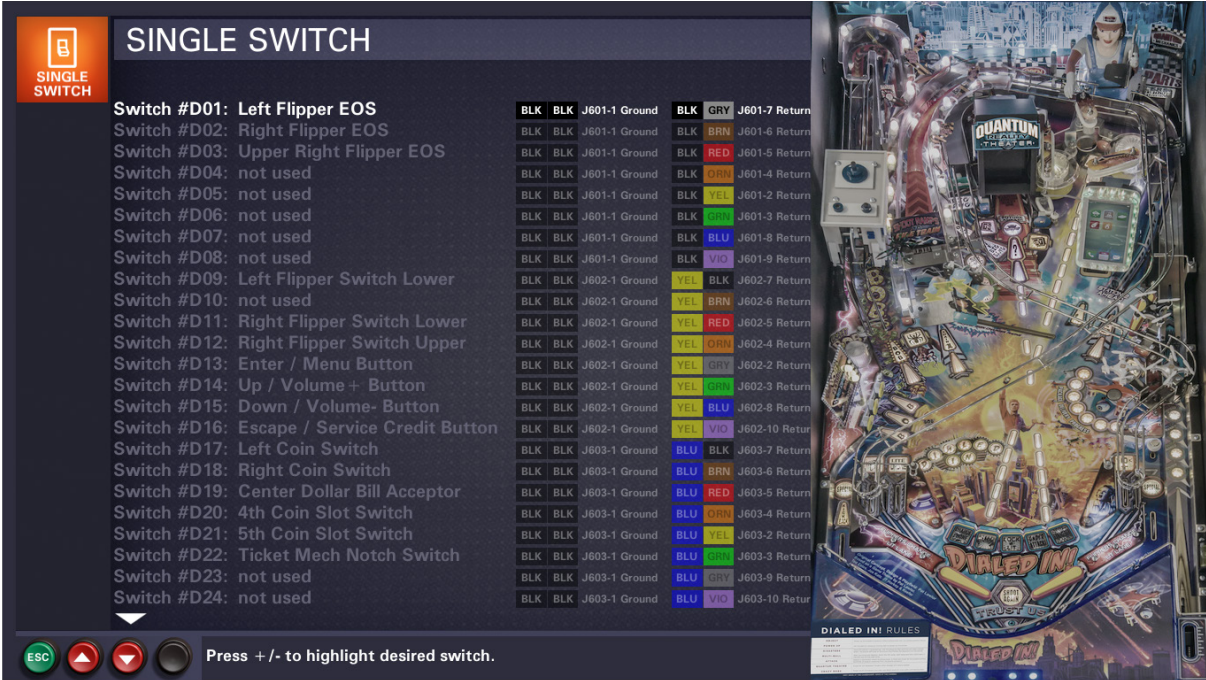 SINGLE SWITCH
SINGLE
SWITCH
Switch #D01: Left Flipper EOS BLK BLK J601-1 Ground BLK GRY J601-7 Return
Switch #D02: Right Flipper EOS BLK BLK J601-1 Ground BLK BRN J601-6 Return
Switch #D03: Upper Right Flipper EOS BLK BLK J601-1 Ground BLK RED J601-5 Return
Switch #D04: not used BLK BLK J601-1 Ground BLK ORN J601-4 Return
Switch #D05: not used BLK BLK J601-1 Ground BLK YEL J601-2 Return
Switch #D06: not used BLK BLK J601-1 Ground BLK GRN J601-3 Return
Switch #D07: not used BLK BLK J601-1 Ground BLK BLU J601-8 Return
Switch #D08: not used BLK BLK J601-1 Ground BLK VIO J601-9 Return
Switch #D09: Left Flipper Switch Lower BLK BLK J602-1 Ground YEL BLK J602-7 Return
Switch #D10: not used BLK BLK J602-1 Ground YEL BRN J602-6 Return
Switch #D11: Right Flipper Switch Lower BLK BLK J602-1 Ground YEL RED J602-5 Return
Switch #D12: Right Flipper Switch Upper BLK BLK J602-1 Ground YEL ORN J602-4 Return
Switch #D13: Enter / Menu Button BLK BLK J602-1 Ground YEL GRY J602-2 Return
Switch #D14: Up / Volume+ Button BLK BLK J602-1 Ground YEL GRN J602-3 Return
Switch #D15: Down / Volume- Button BLK BLK J602-1 Ground YEL BLU J602-8 Return
Switch #D16: Escape / Service Credit Button BLK BLK J602-1 Ground YEL VIO J602-10 Retur
Switch #D17: Left Coin Switch BLK BLK J603-1 Ground BLU BLK J603-7 Return
Switch #D18: Right Coin Switch BLK BLK J603-1 Ground BLU BRN J603-6 Return
Switch #D19: Center Dollar Bill Acceptor BLK BLK J603-1 Ground BLU RED J603-5 Return
Switch #D20: 4th Coin Slot Switch BLK BLK J603-1 Ground BLU ORN J603-4 Return
Switch #D21: 5th Coin Slot Switch BLK BLK J603-1 Ground BLU YEL J603-2 Return
Switch #D22: Ticket Mech Notch Switch BLK BLK J603-1 Ground BLU GRN J603-3 Return
Switch #D23: not used BLK BLK J603-1 Ground BLU GRY J603-9 Return
Switch #D24: not used BLK BLK J603-1 Ground BLU VIO J603-10 Retur
ESC
Press +/- to highlight desired switch.
QUANTUM
THEATER
DIALED IN!
SHOOT
TRUST US
DIALED IN! RULES
DIALED IN!